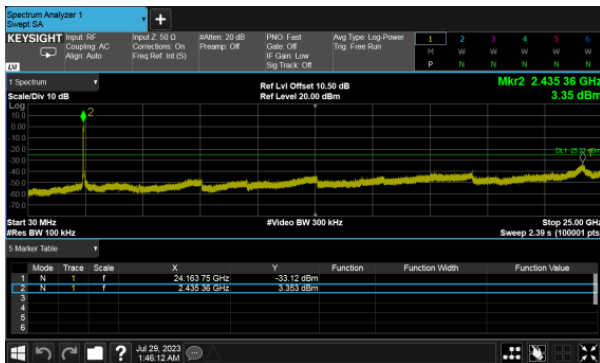 Spectrum Analyzer 1
Swept SA
KEYSIGHT
Input: RF
Coupling: AC
Align: Auto
Input Z: 50 Ω
Corrections: On
Freq Ref: Int (S)
#Atten: 20 dB
Preamp: Off
PNO: Fast
Gate: Off
IF Gain: Low
Sig Track: Off
Avg Type: Log-Power
Trig: Free Run
1 2 3 4 5 6
M W W W W W
P N N N N N
LXI
1 Spectrum
Scale/Div 10 dB
Ref Lvl Offset 10.50 dB
Ref Level 20.00 dBm
Mkr2 2.435 36 GHz
3.35 dBm
Log
10.0
0.00
-10.0
-20.0
-30.0
-40.0
-50.0
-60.0
-70.0
2
Start 30 MHz
#Res BW 100 kHz
#Video BW 300 kHz
Stop 25.00 GHz
Sweep 2.39 s (100001 pts)
5 Marker Table
Mode Trace Scale X Y Function Function Width Function Value
1 N 1 f 24.163 75 GHz -33.12 dBm
2 N 1 f 2.435 36 GHz 3.353 dBm
3
4
5
6
?
Jul 29, 2023
1:46:12 AM